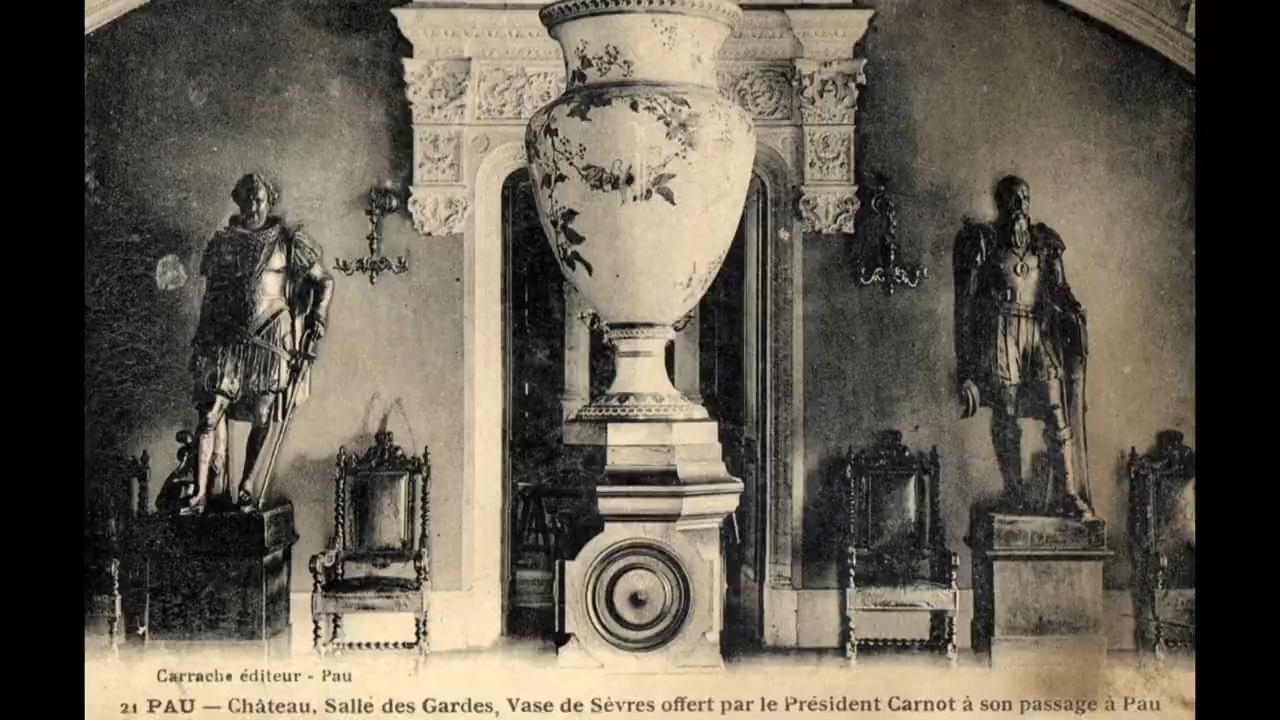 Carrache éditeur - Pau
21 PAU — Château, Salle des Gardes, Vase de Sèvres offert par le Président Carnot à son passage à Pau